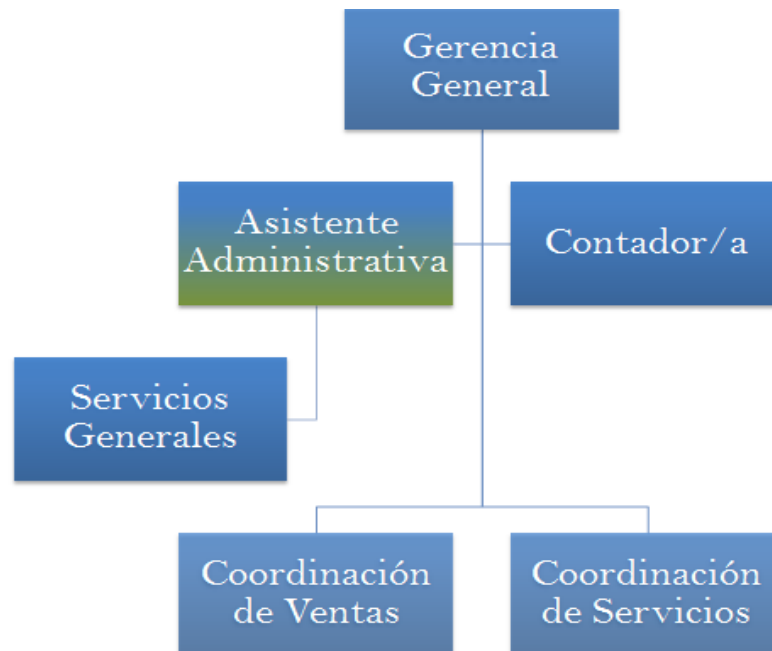 Gerencia
General
Asistente
Administrativa
Contador/a
Servicios
Generales
Coordinación
de Ventas
Coordinación
de Servicios